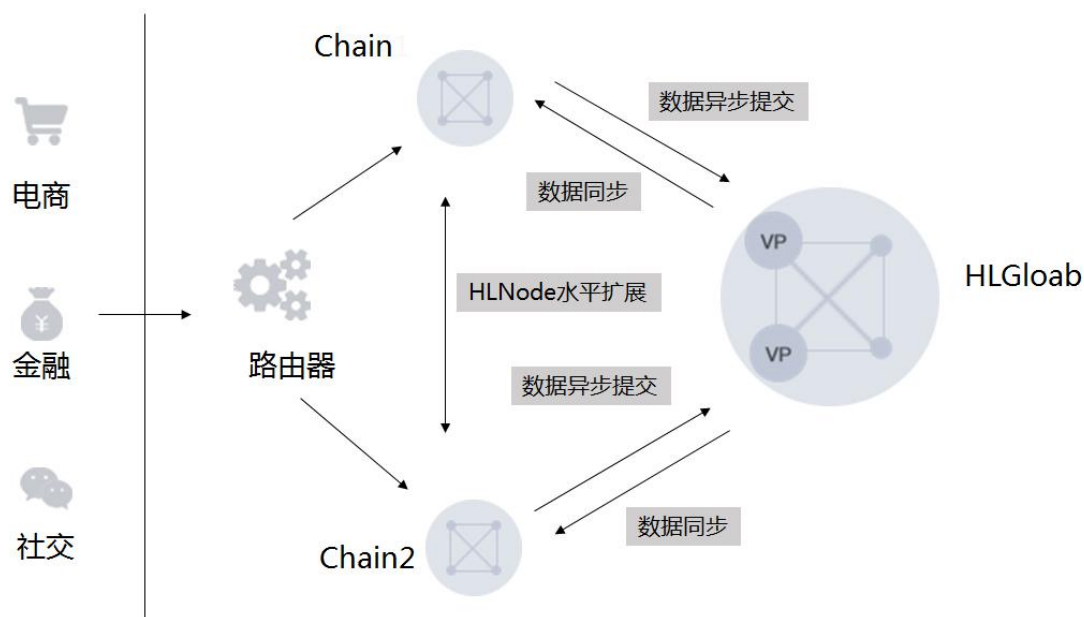 Chain1
数据异步提交
电商
数据同步
VP
HLGloab
HLNode水平扩展
¥
VP
金融
路由器
数据异步提交
数据同步
社交
Chain2